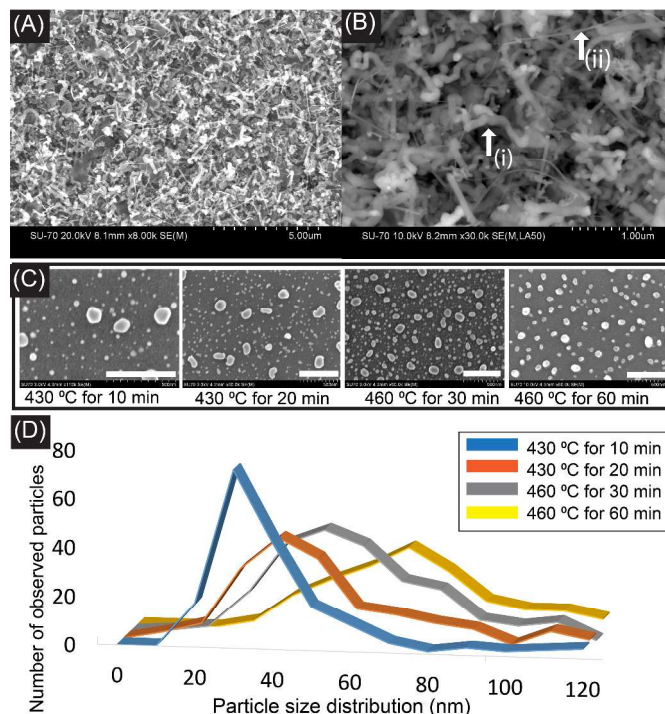 (A)
(B)
(ii)
(i)
SU-70 20.0kV 8.1mm x8.00k SE(M)
5.00um
SU-70 10.0kV 8.2mm x30.0k SE(M,LA50)
1.00um
(C)
430 ºC for 10 min
430 ºC for 20 min
460 ºC for 30 min
460 ºC for 60 min
(D)
430 ºC for 10 min
430 ºC for 20 min
460 ºC for 30 min
460 ºC for 60 min
Number of observed particles
80
60
40
20
0
0 20 40 60 80 100 120
Particle size distribution (nm)